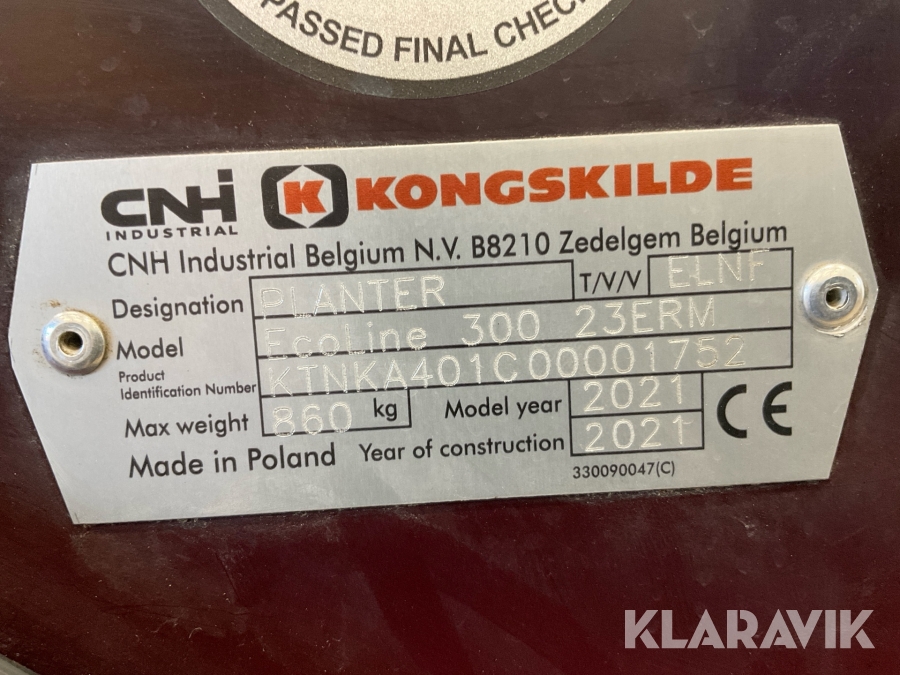 PASSED FINAL CHECK
CNH INDUSTRIAL K KONGSKILDE
CNH Industrial Belgium N.V. B8210 Zedelgem Belgium
Designation PLANTER T/V/V ELNF
Model EcoLine 300 23ERM
Product Identification Number KTNKA401C00001752
Max weight 860 kg Model year 2021
Made in Poland Year of construction 2021 CE
330090047(C)
KLARAVIK